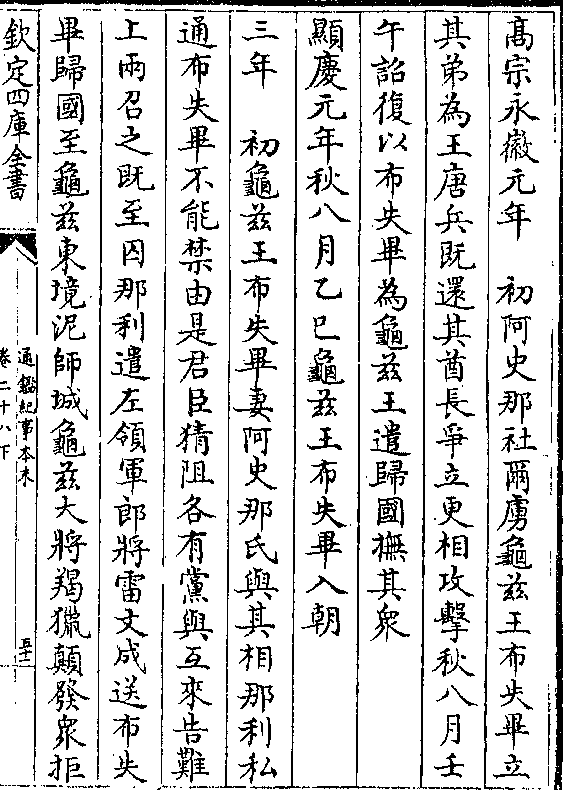 高宗永徽元年　初阿史那社爾虜龜兹王布失畢立
其弟為王唐兵既還其酋長爭立更相攻擊秋八月壬
午詔復以布失畢為龜兹王遣歸國撫其衆
顯慶元年秋八月乙巳龜兹王布失畢入朝
三年　初龜兹王布失畢妻阿史那氏與其相那利私
通布失畢不能禁由是君臣猜阻各有黨與互來告難
上兩召之既至囚那利遣左領軍郎將雷文成送布失
畢歸國至龜兹東境泥師城龜兹大將羯獵顛發衆拒
欽定四庫全書
通鑑紀事本末
卷二十八下
五十一